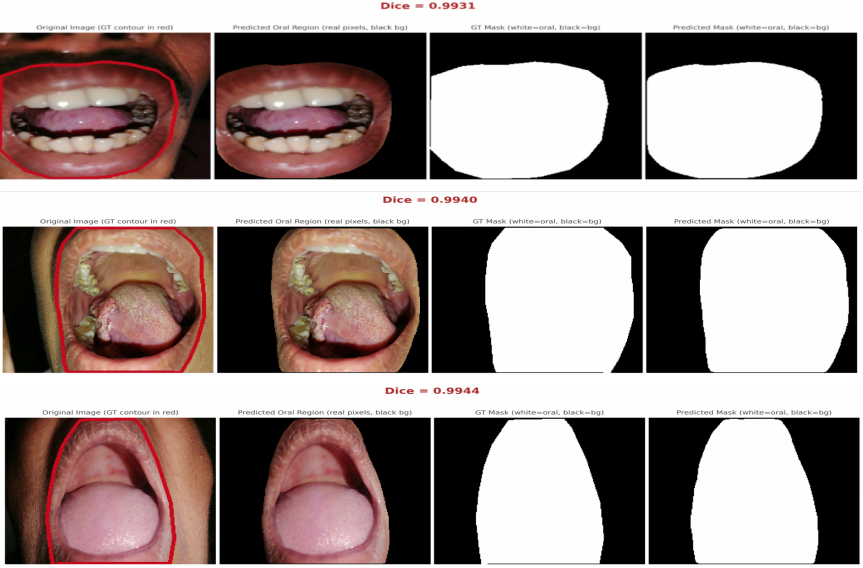 Dice = 0.9931
Original Image (GT contour in red) Predicted Oral Region (real pixels, black bg) GT Mask (white=oral, black=bg) Predicted Mask (white=oral, black=bg)
Dice = 0.9940
Original Image (GT contour in red) Predicted Oral Region (real pixels, black bg) GT Mask (white=oral, black=bg) Predicted Mask (white=oral, black=bg)
Dice = 0.9944
Original Image (GT contour in red) Predicted Oral Region (real pixels, black bg) GT Mask (white=oral, black=bg) Predicted Mask (white=oral, black=bg)